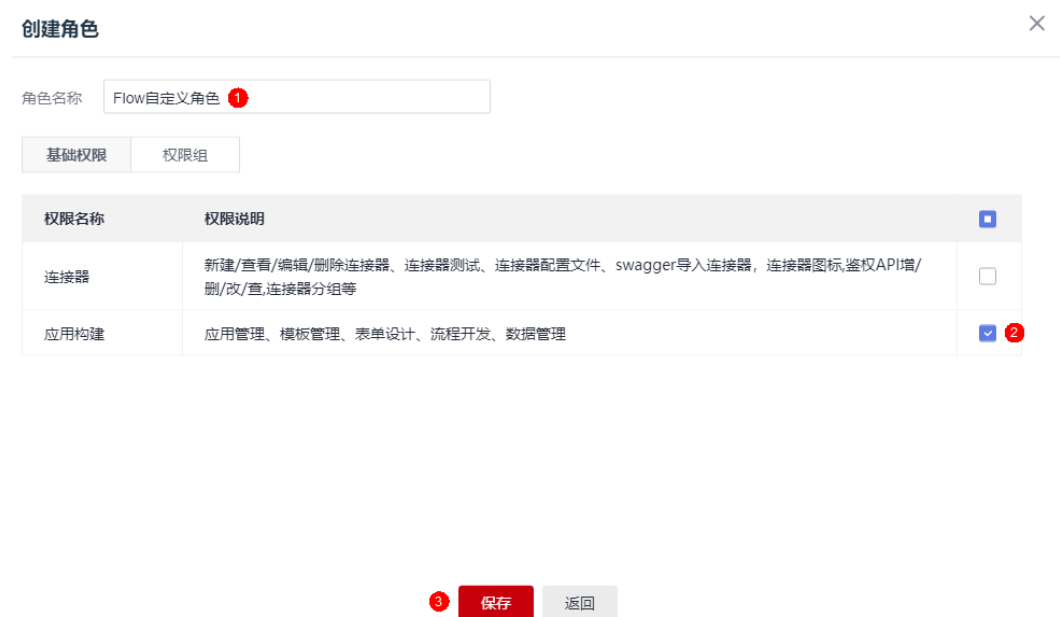 创建角色
角色名称 Flow自定义角色 1
基础权限 权限组
权限名称 权限说明
连接器 新建/查看/编辑/删除连接器、连接器测试、连接器配置文件、swagger导入连接器，连接器图标,鉴权API增/
删/改/查,连接器分组等
应用构建 应用管理、模板管理、表单设计、流程开发、数据管理 2
3 保存 返回